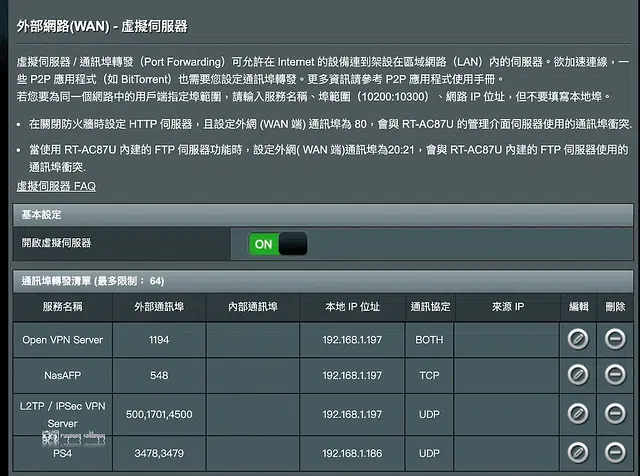 外部網路(WAN) - 虛擬伺服器
虛擬伺服器 / 通訊埠轉發（Port Forwarding）可允許在 Internet 的設備連到架設在區域網路（LAN）內的伺服器。欲加速連線，一
些 P2P 應用程式（如 BitTorrent）也需要您設定通訊埠轉發。更多資訊請參考 P2P 應用程式使用手冊。
若您要為同一個網路中的用戶端指定埠範圍，請輸入服務名稱、埠範圍（10200:10300）、網路 IP 位址，但不要填寫本地埠。
• 在關閉防火牆時設定 HTTP 伺服器，且設定外網 (WAN 端) 通訊埠為 80，會與 RT-AC87U 的管理介面伺服器使用的通訊埠衝突.
• 當使用 RT-AC87U 內建的 FTP 伺服器功能時，設定外網( WAN 端)通訊埠為20:21，會與 RT-AC87U 內建的 FTP 伺服器使用的
通訊埠衝突.
虛擬伺服器 FAQ
基本設定
開啟虛擬伺服器 ON
通訊埠轉發清單 (最多限制： 64)
服務名稱 外部通訊埠 內部通訊埠 本地 IP 位址 通訊協定 來源 IP 編輯 刪除
Open VPN Server 1194 192.168.1.197 BOTH
NasAFP 548 192.168.1.197 TCP
L2TP / IPSec VPN
Server 500,1701,4500 192.168.1.197 UDP
PS4 3478,3479 192.168.1.186 UDP